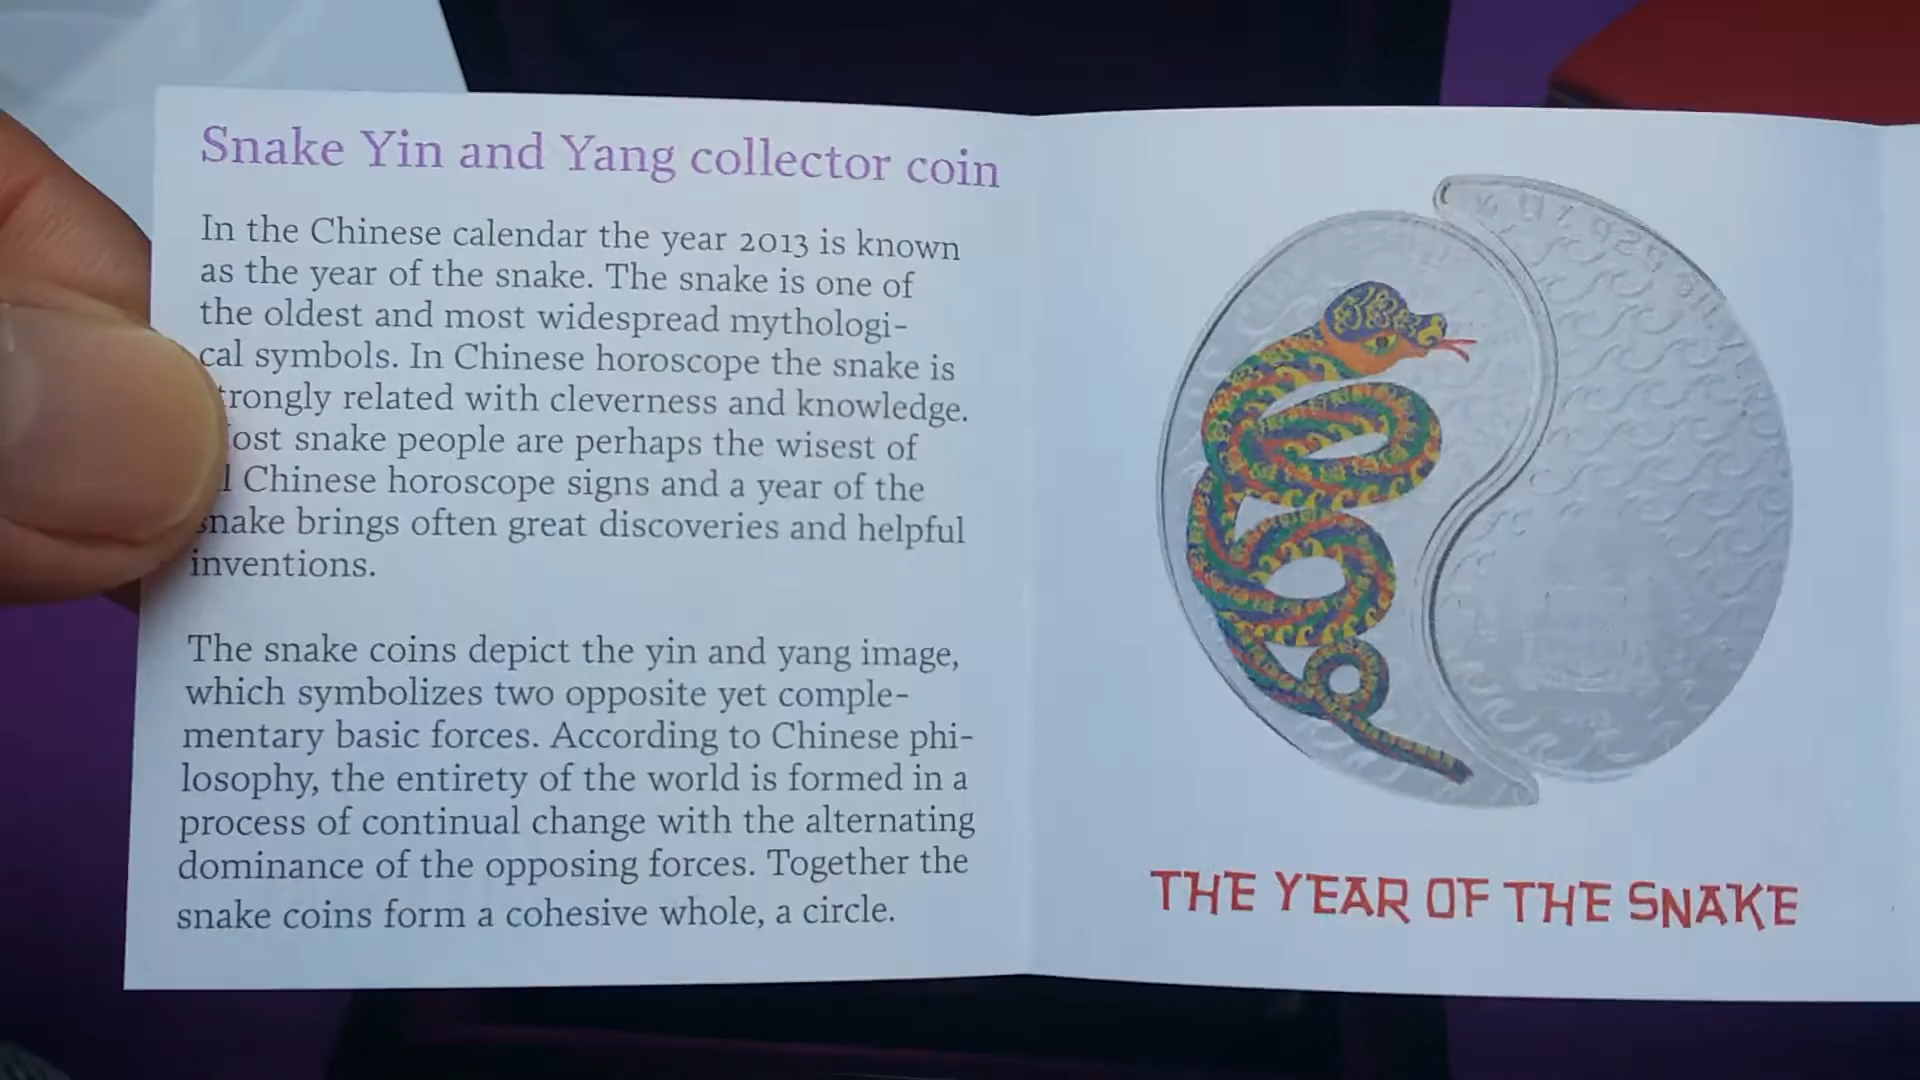 Snake Yin and Yang collector coin
In the Chinese calendar the year 2013 is known
as the year of the snake. The snake is one of
the oldest and most widespread mythologi-
cal symbols. In Chinese horoscope the snake is
trongly related with cleverness and knowledge.
ost snake people are perhaps the wisest of
l Chinese horoscope signs and a year of the
snake brings often great discoveries and helpful
inventions.
The snake coins depict the yin and yang image,
which symbolizes two opposite yet comple-
mentary basic forces. According to Chinese phi-
losophy, the entirety of the world is formed in a
process of continual change with the alternating
dominance of the opposing forces. Together the
snake coins form a cohesive whole, a circle.
THE YEAR OF THE SNAKE